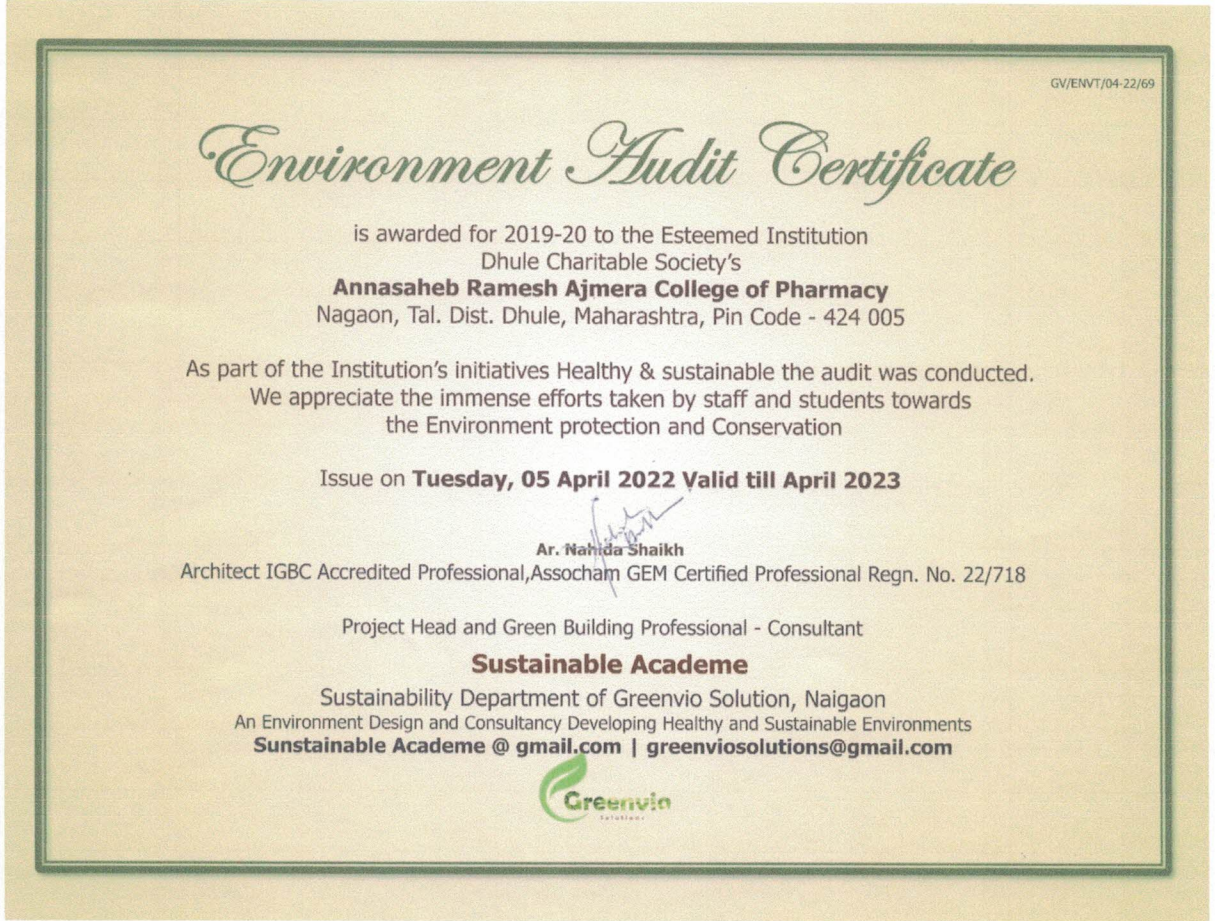 GV/ENVT/04-22/69
Environment Audit Certificate
is awarded for 2019-20 to the Esteemed Institution
Dhule Charitable Society's
Annasaheb Ramesh Ajmera College of Pharmacy
Nagaon, Tal. Dist. Dhule, Maharashtra, Pin Code - 424 005
As part of the Institution's initiatives Healthy & sustainable the audit was conducted.
We appreciate the immense efforts taken by staff and students towards
the Environment protection and Conservation
Issue on Tuesday, 05 April 2022 Valid till April 2023
Ar. Nahida Shaikh
Architect IGBC Accredited Professional,Assocham GEM Certified Professional Regn. No. 22/718
Project Head and Green Building Professional - Consultant
Sustainable Academe
Sustainability Department of Greenvio Solution, Naigaon
An Environment Design and Consultancy Developing Healthy and Sustainable Environments
Sunstainable Academe @ gmail.com | greenviosolutions@gmail.com
Greenvio
Solutions